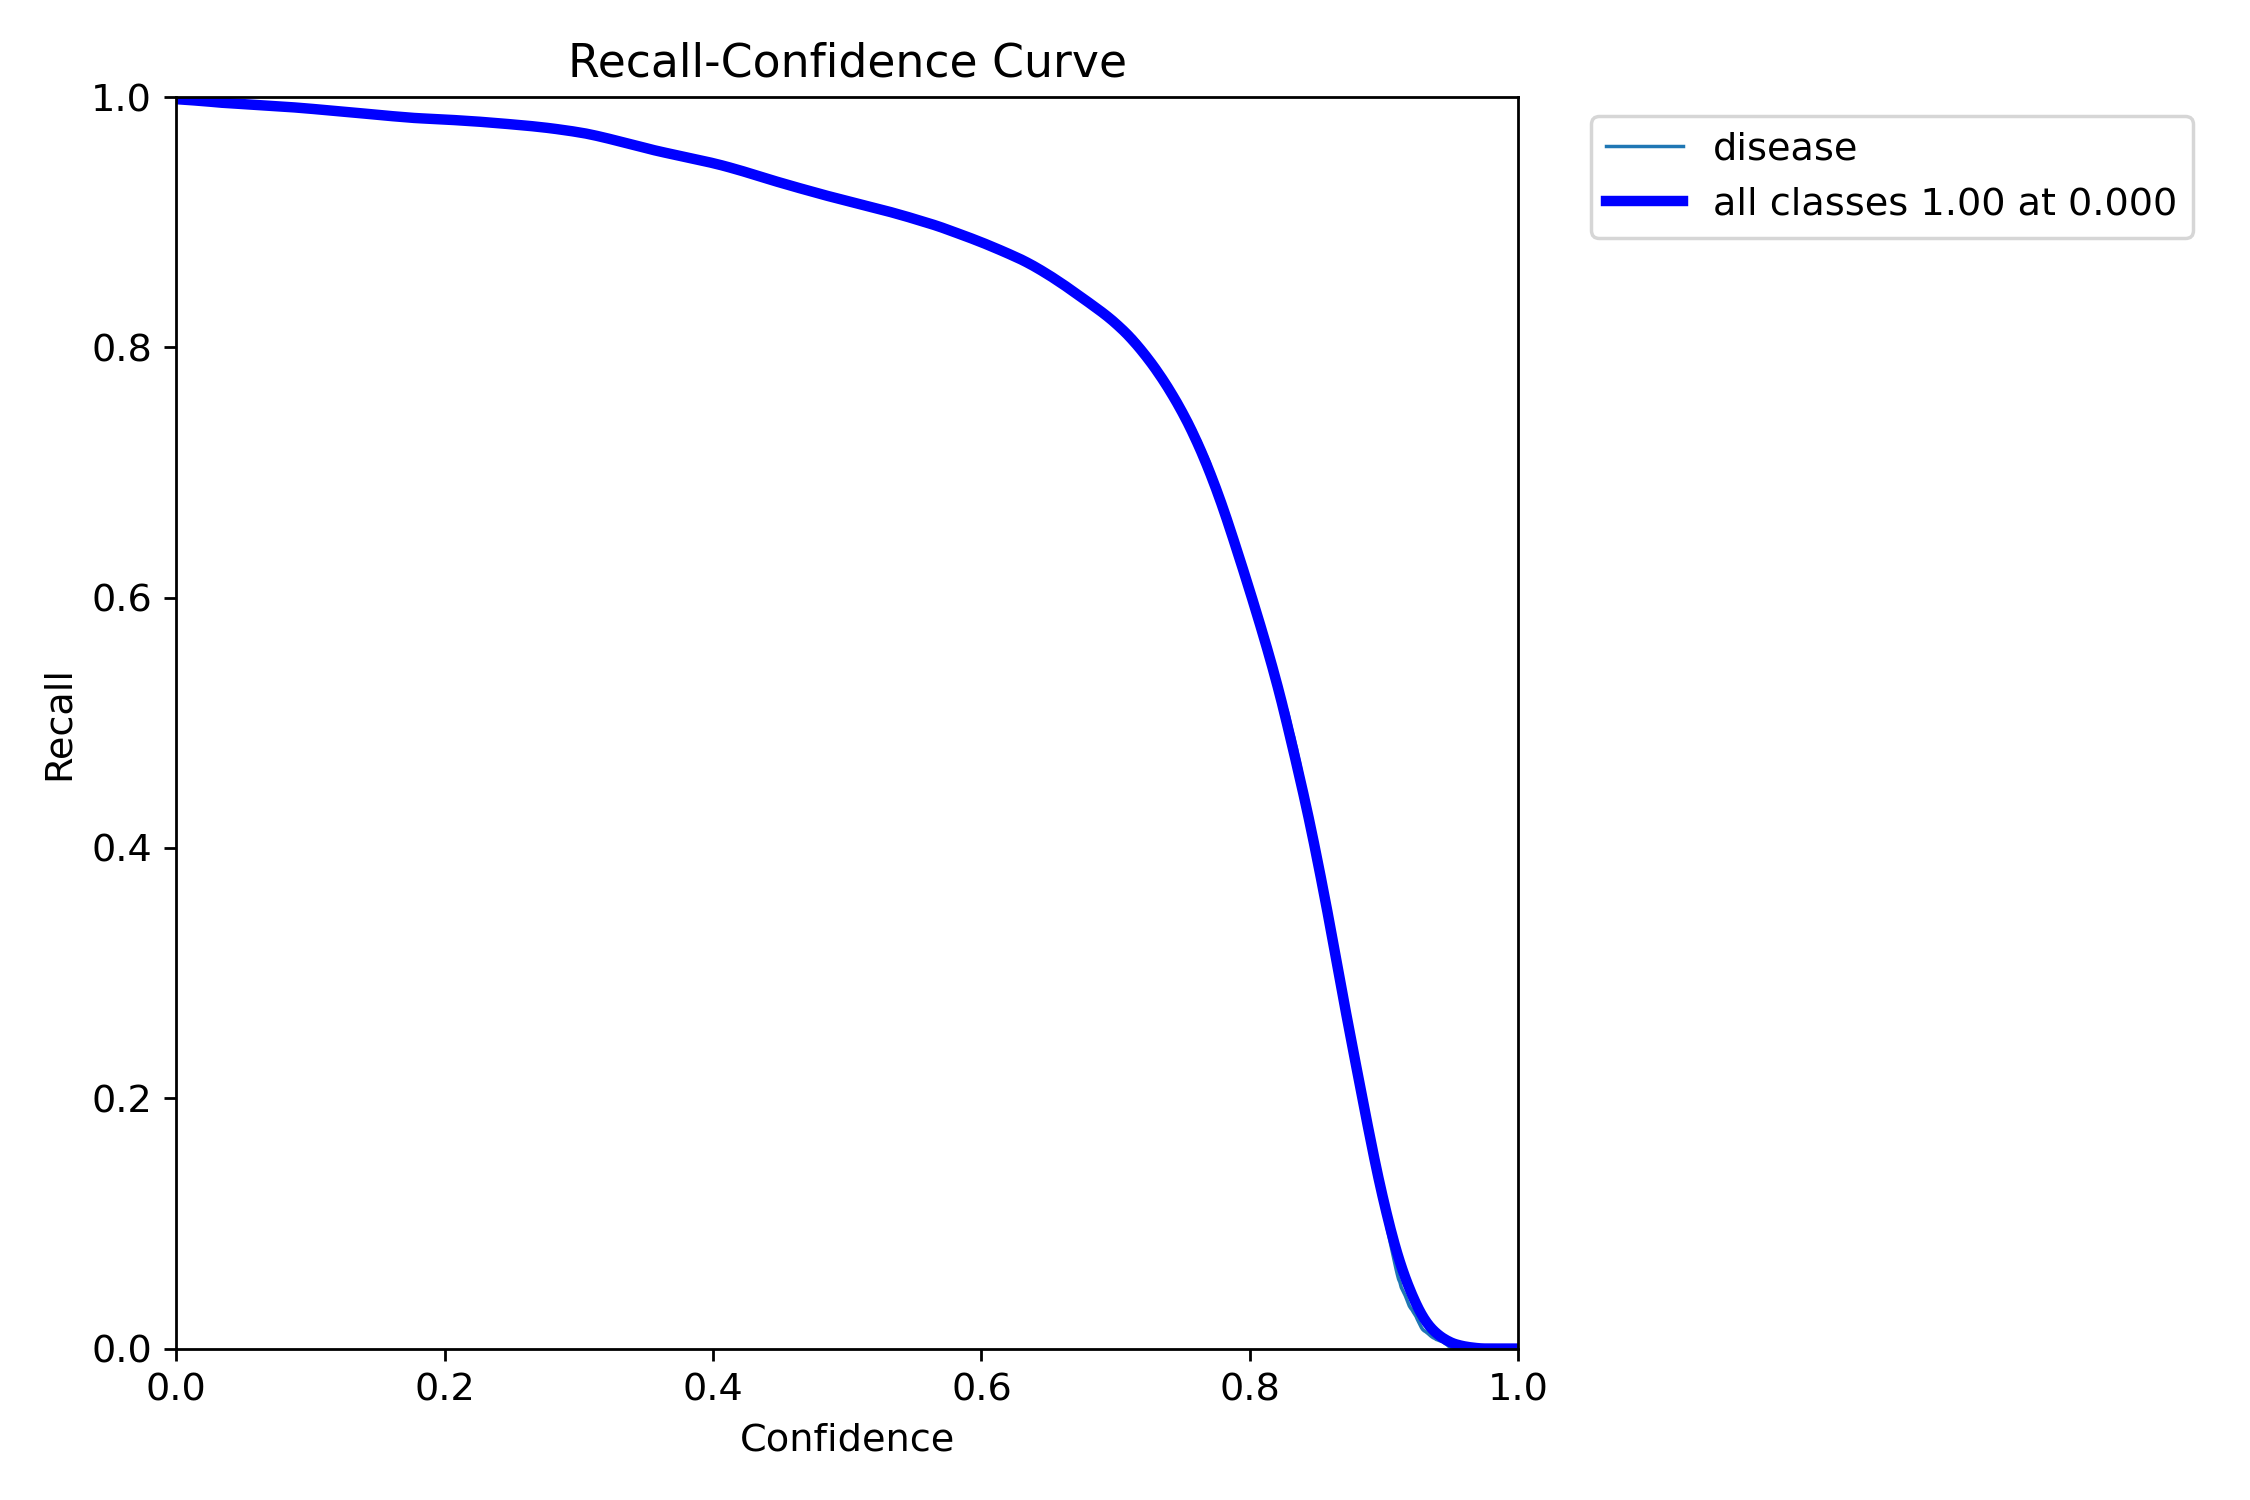 Recall-Confidence Curve
1.0
0.8
0.6
0.4
0.2
0.0
Recall
0.0 0.2 0.4 0.6 0.8 1.0
Confidence
disease
all classes 1.00 at 0.000